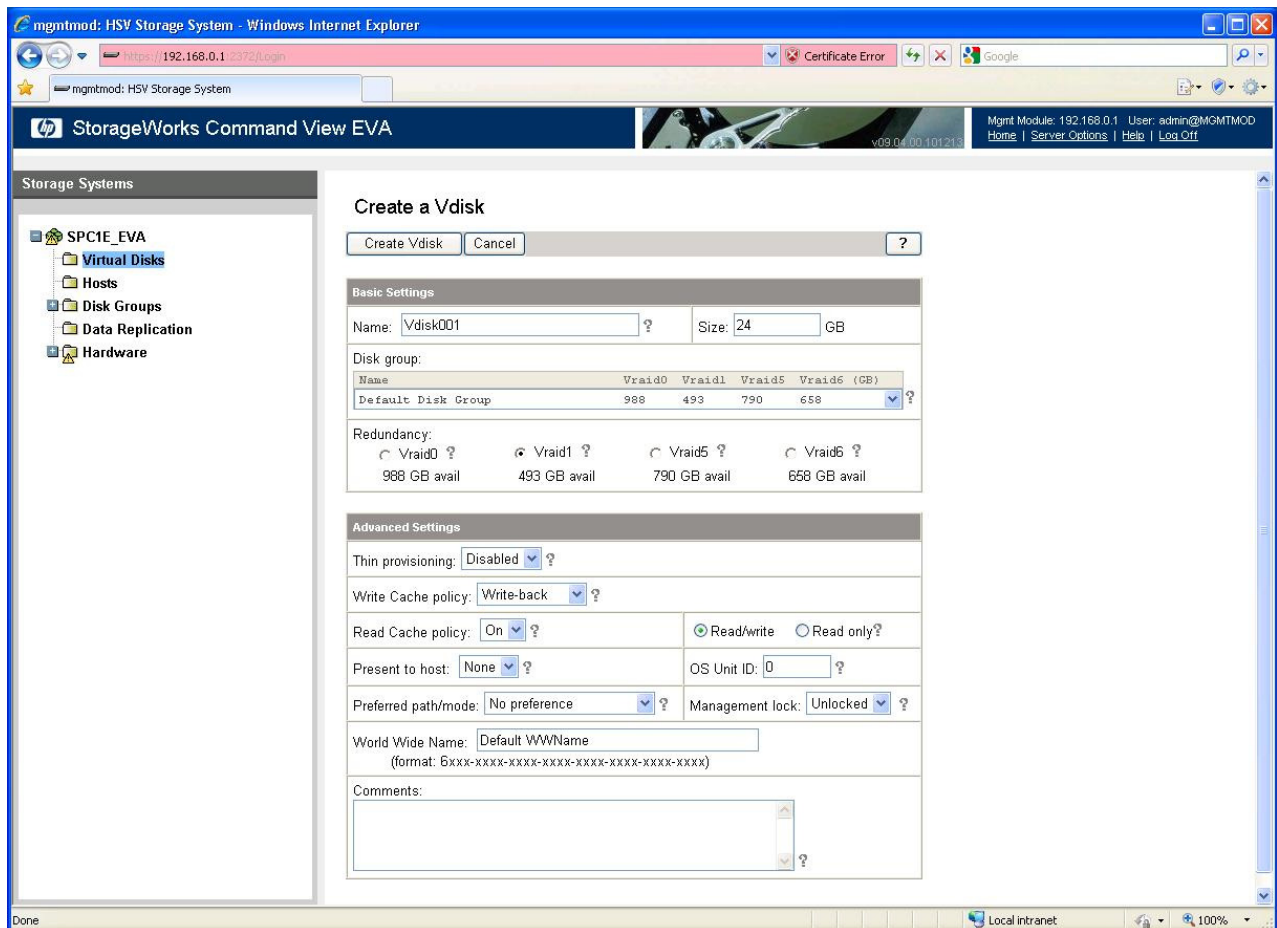 mgmtmod: HSV Storage System - Windows Internet Explorer
https://192.168.0.1:2372/Login
Certificate Error
Google
mgmtmod: HSV Storage System
hp StorageWorks Command View EVA
v09.04.00.101213
Mgmt Module: 192.168.0.1 User: admin@MGMTMOD
Home | Server Options | Help | Log Off
Storage Systems
SPC1E_EVA
Virtual Disks
Hosts
Disk Groups
Data Replication
Hardware
Create a Vdisk
Create Vdisk Cancel ?
Basic Settings
Name: Vdisk001 ? Size: 24 GB
Disk group:
Name Vraid0 Vraid1 Vraid5 Vraid6 (GB)
Default Disk Group 988 493 790 658 ?
Redundancy:
Vraid0 ? Vraid1 ? Vraid5 ? Vraid6 ?
988 GB avail 493 GB avail 790 GB avail 658 GB avail
Advanced Settings
Thin provisioning: Disabled ?
Write Cache policy: Write-back ?
Read Cache policy: On ? Read/write Read only?
Present to host: None ? OS Unit ID: 0 ?
Preferred path/mode: No preference ? Management lock: Unlocked ?
World Wide Name: Default WWName
(format: 6xxx-xxxx-xxxx-xxxx-xxxx-xxxx-xxxx-xxxx)
Comments:
?
Done
Local intranet
100%